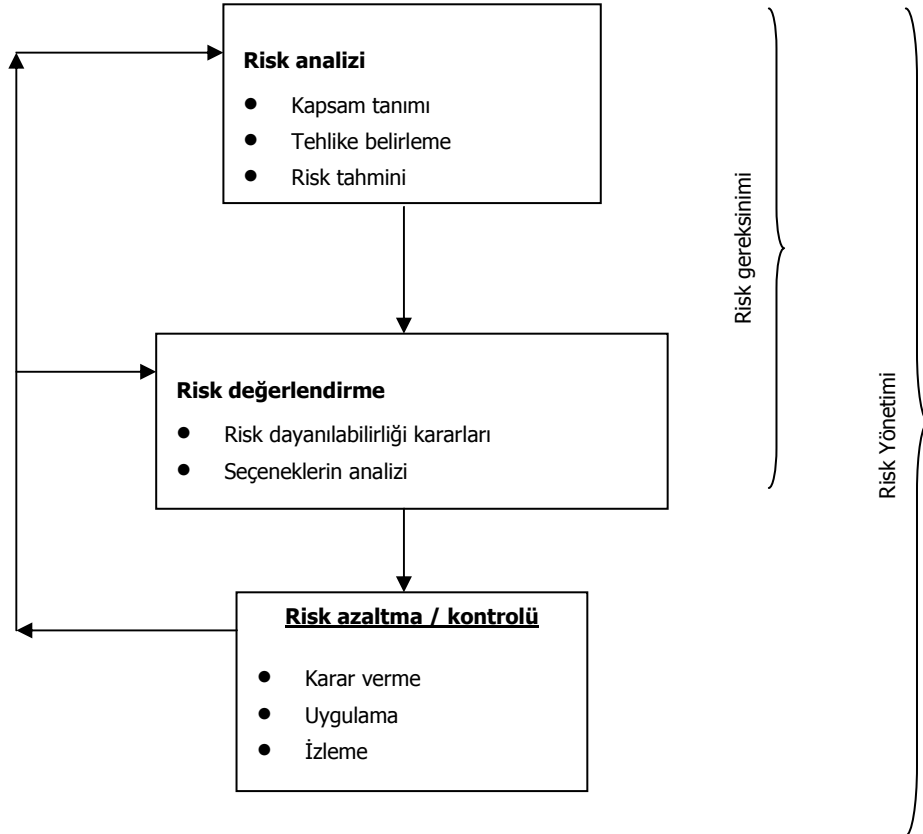 Risk analizi
● Kapsam tanımı
● Tehlike belirleme
● Risk tahmini
Risk gereksinimi
Risk değerlendirme
● Risk dayanılabilirliği kararları
● Seçeneklerin analizi
Risk Yönetimi
Risk azaltma / kontrolü
● Karar verme
● Uygulama
● İzleme